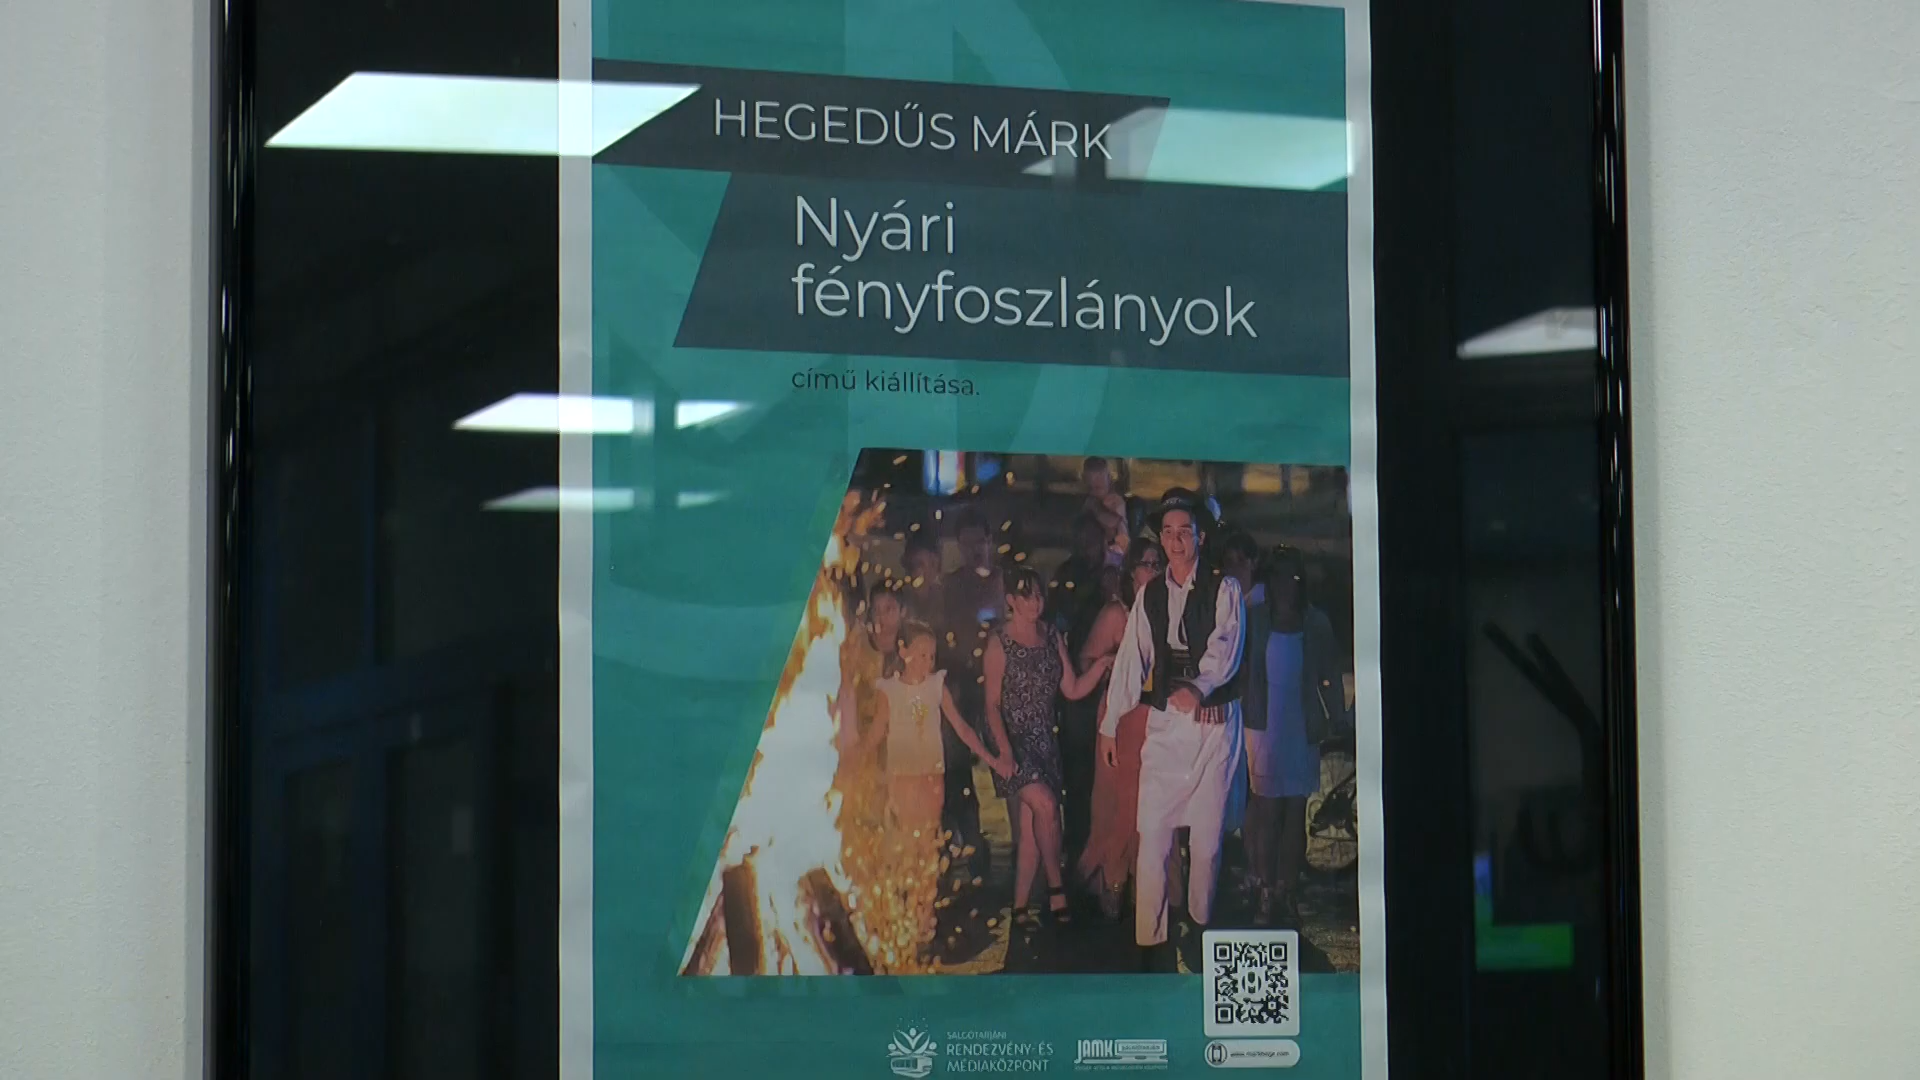 HEGEDŰS MÁRK
Nyári
fényfoszlányok
című kiállítása.
SALGÓTARJÁNI
RENDEZVÉNY- ÉS
MÉDIAKÖZPONT
JAMK